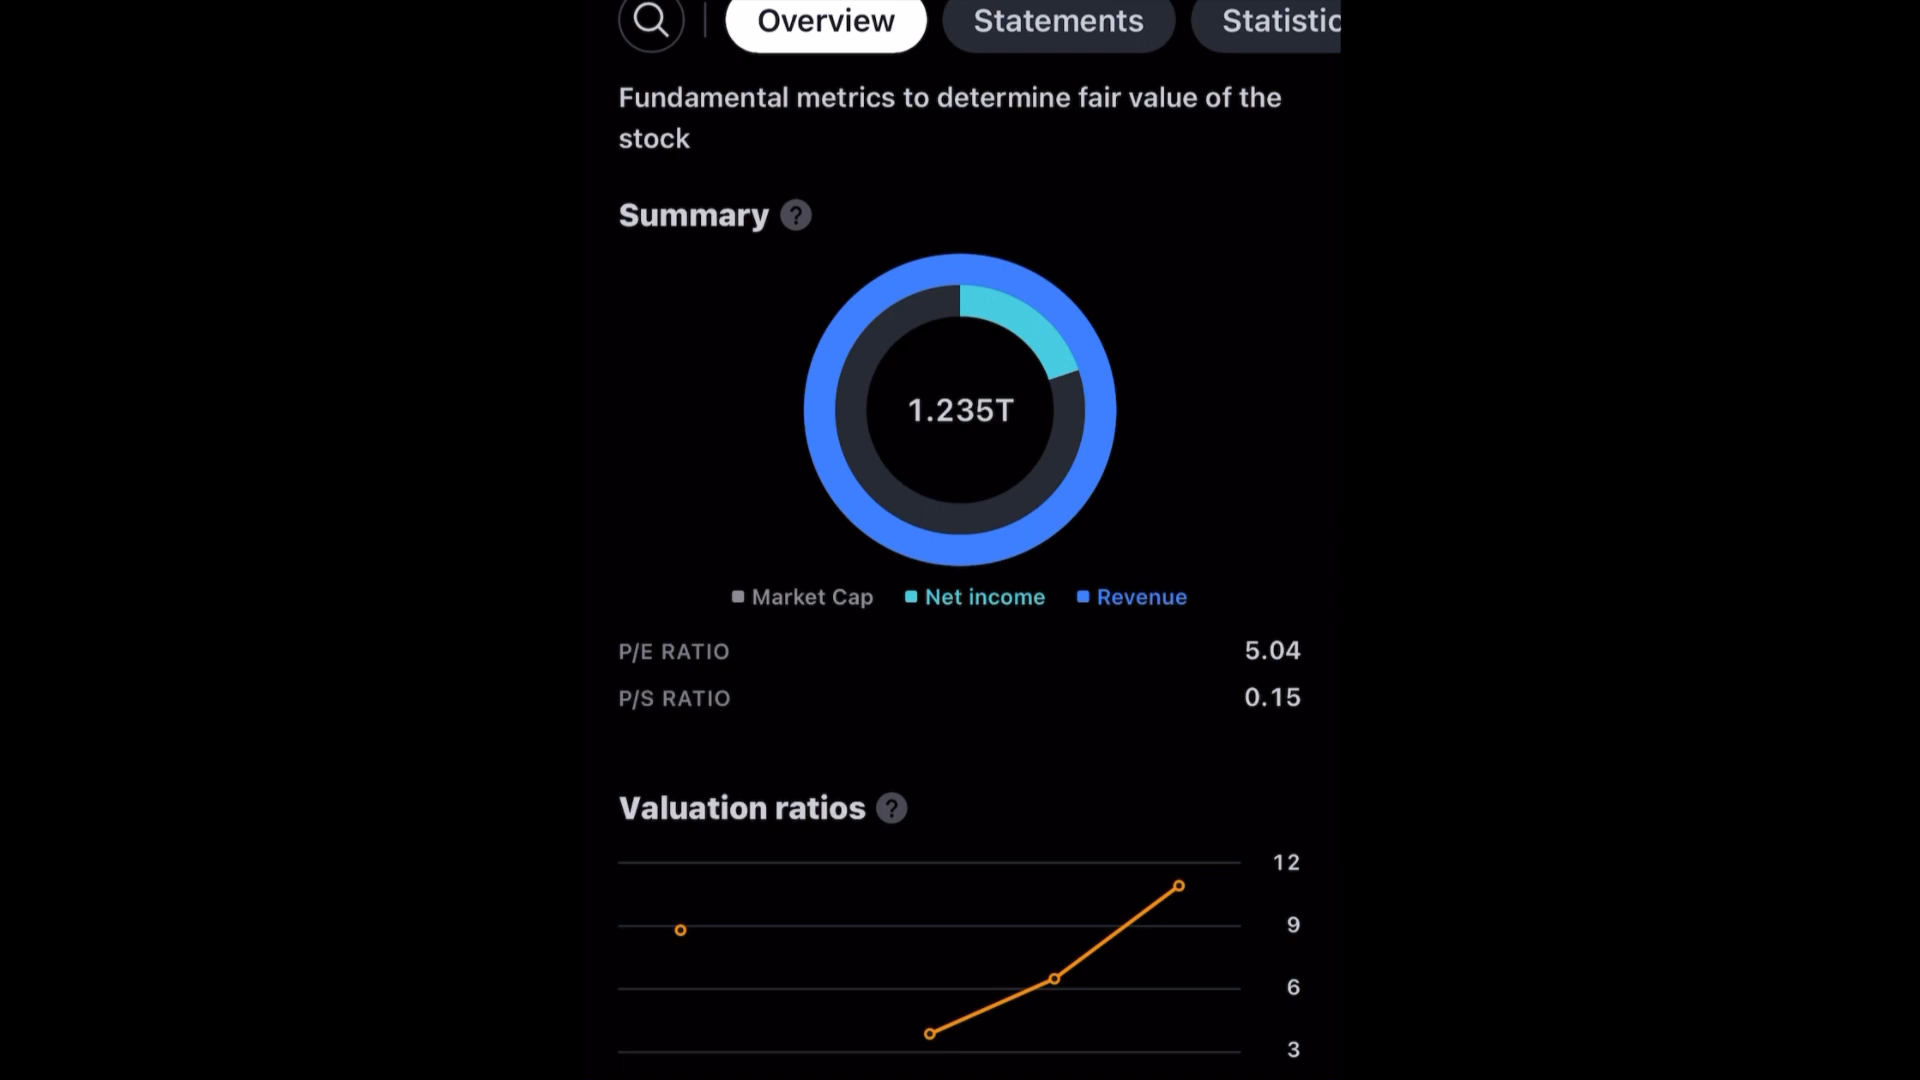 Overview Statements Statistic
Fundamental metrics to determine fair value of the
stock
Summary ?
1.235T
Market Cap Net income Revenue
P/E RATIO 5.04
P/S RATIO 0.15
Valuation ratios ?
12
9
6
3